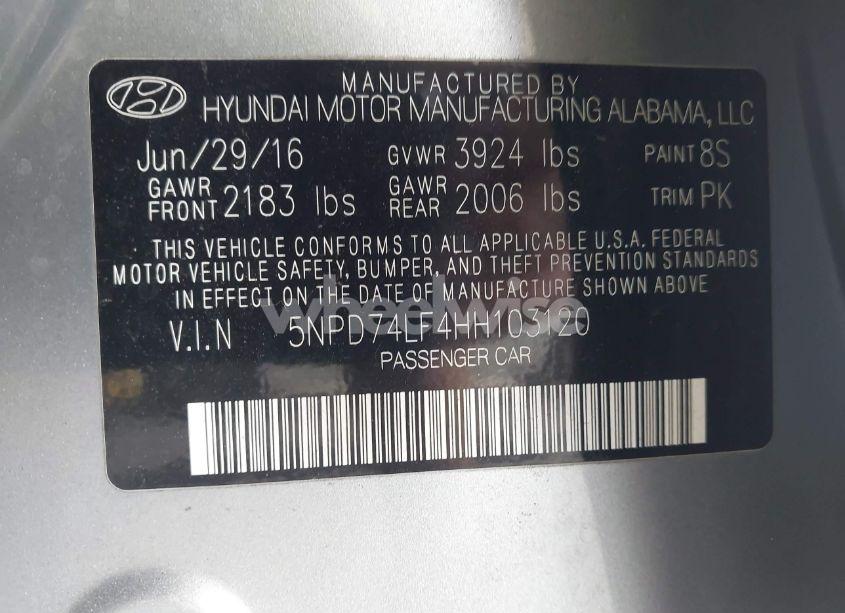 MANUFACTURED BY
HYUNDAI MOTOR MANUFACTURING ALABAMA, LLC
Jun/29/16 GVWR 3924 lbs PAINT 8S
GAWR FRONT 2183 lbs GAWR REAR 2006 lbs TRIM PK
THIS VEHICLE CONFORMS TO ALL APPLICABLE U.S.A. FEDERAL
MOTOR VEHICLE SAFETY, BUMPER, AND THEFT PREVENTION STANDARDS
IN EFFECT ON THE DATE OF MANUFACTURE SHOWN ABOVE.
wheelwise
V.I.N 5NPD74LF4HH103120
PASSENGER CAR